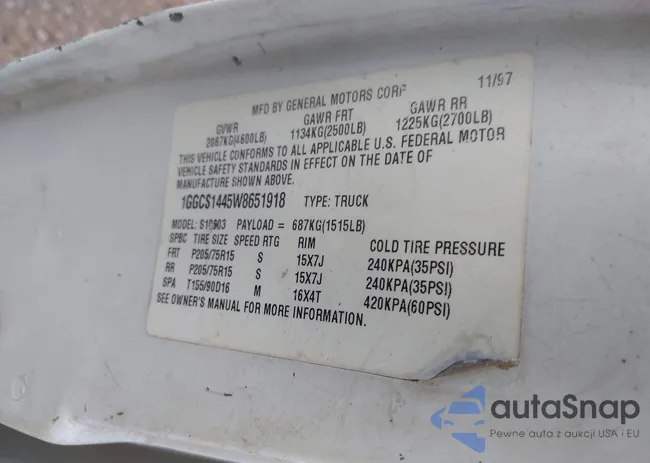 MFD BY GENERAL MOTORS CORP 11/97
GVWR GAWR FRT GAWR RR
2087KG(4600LB) 1134KG(2500LB) 1225KG(2700LB)
THIS VEHICLE CONFORMS TO ALL APPLICABLE U.S. FEDERAL MOTOR
VEHICLE SAFETY STANDARDS IN EFFECT ON THE DATE OF
MANUFACTURE SHOWN ABOVE.
1GGCS1445W8651918 TYPE: TRUCK
MODEL: S10603 PAYLOAD = 687KG(1515LB)
SPBC TIRE SIZE SPEED RTG RIM COLD TIRE PRESSURE
FRT P205/75R15 S 15X7J 240KPA(35PSI)
RR P205/75R15 S 15X7J 240KPA(35PSI)
SPA T155/90D16 M 16X4T 420KPA(60PSI)
SEE OWNER'S MANUAL FOR MORE INFORMATION.
autaSnap
Pewne auta z aukcji USA i EU